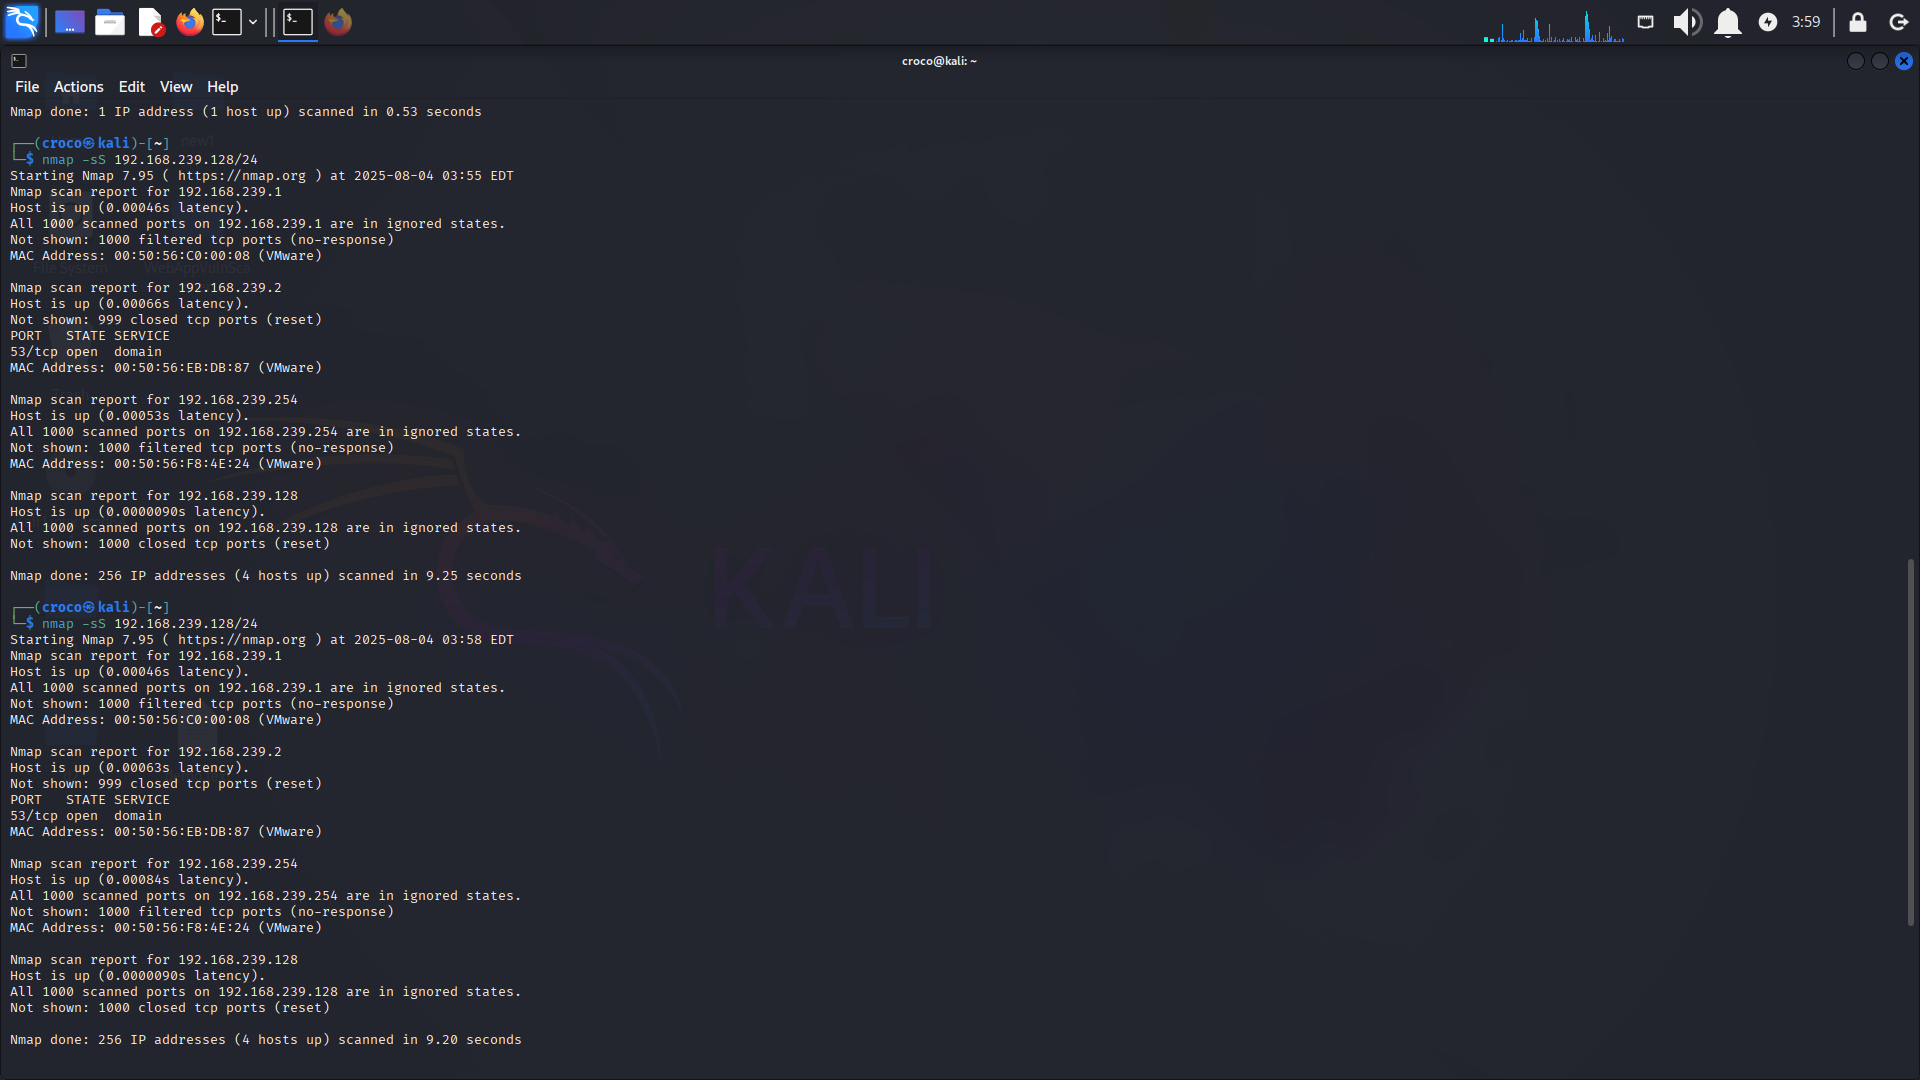 3:59
croco@kali: ~
File Actions Edit View Help
Nmap done: 1 IP address (1 host up) scanned in 0.53 seconds
┌──(croco㉿kali)-[~]
└─$ nmap -sS 192.168.239.128/24
Starting Nmap 7.95 ( https://nmap.org ) at 2025-08-04 03:55 EDT
Nmap scan report for 192.168.239.1
Host is up (0.00046s latency).
All 1000 scanned ports on 192.168.239.1 are in ignored states.
Not shown: 1000 filtered tcp ports (no-response)
MAC Address: 00:50:56:C0:00:08 (VMware)
Nmap scan report for 192.168.239.2
Host is up (0.00066s latency).
Not shown: 999 closed tcp ports (reset)
PORT   STATE SERVICE
53/tcp open  domain
MAC Address: 00:50:56:EB:DB:87 (VMware)
Nmap scan report for 192.168.239.254
Host is up (0.00053s latency).
All 1000 scanned ports on 192.168.239.254 are in ignored states.
Not shown: 1000 filtered tcp ports (no-response)
MAC Address: 00:50:56:F8:4E:24 (VMware)
Nmap scan report for 192.168.239.128
Host is up (0.0000090s latency).
All 1000 scanned ports on 192.168.239.128 are in ignored states.
Not shown: 1000 closed tcp ports (reset)
Nmap done: 256 IP addresses (4 hosts up) scanned in 9.25 seconds
┌──(croco㉿kali)-[~]
└─$ nmap -sS 192.168.239.128/24
Starting Nmap 7.95 ( https://nmap.org ) at 2025-08-04 03:58 EDT
Nmap scan report for 192.168.239.1
Host is up (0.00046s latency).
All 1000 scanned ports on 192.168.239.1 are in ignored states.
Not shown: 1000 filtered tcp ports (no-response)
MAC Address: 00:50:56:C0:00:08 (VMware)
Nmap scan report for 192.168.239.2
Host is up (0.00063s latency).
Not shown: 999 closed tcp ports (reset)
PORT   STATE SERVICE
53/tcp open  domain
MAC Address: 00:50:56:EB:DB:87 (VMware)
Nmap scan report for 192.168.239.254
Host is up (0.00084s latency).
All 1000 scanned ports on 192.168.239.254 are in ignored states.
Not shown: 1000 filtered tcp ports (no-response)
MAC Address: 00:50:56:F8:4E:24 (VMware)
Nmap scan report for 192.168.239.128
Host is up (0.0000090s latency).
All 1000 scanned ports on 192.168.239.128 are in ignored states.
Not shown: 1000 closed tcp ports (reset)
Nmap done: 256 IP addresses (4 hosts up) scanned in 9.20 seconds
new1
File System
KALI